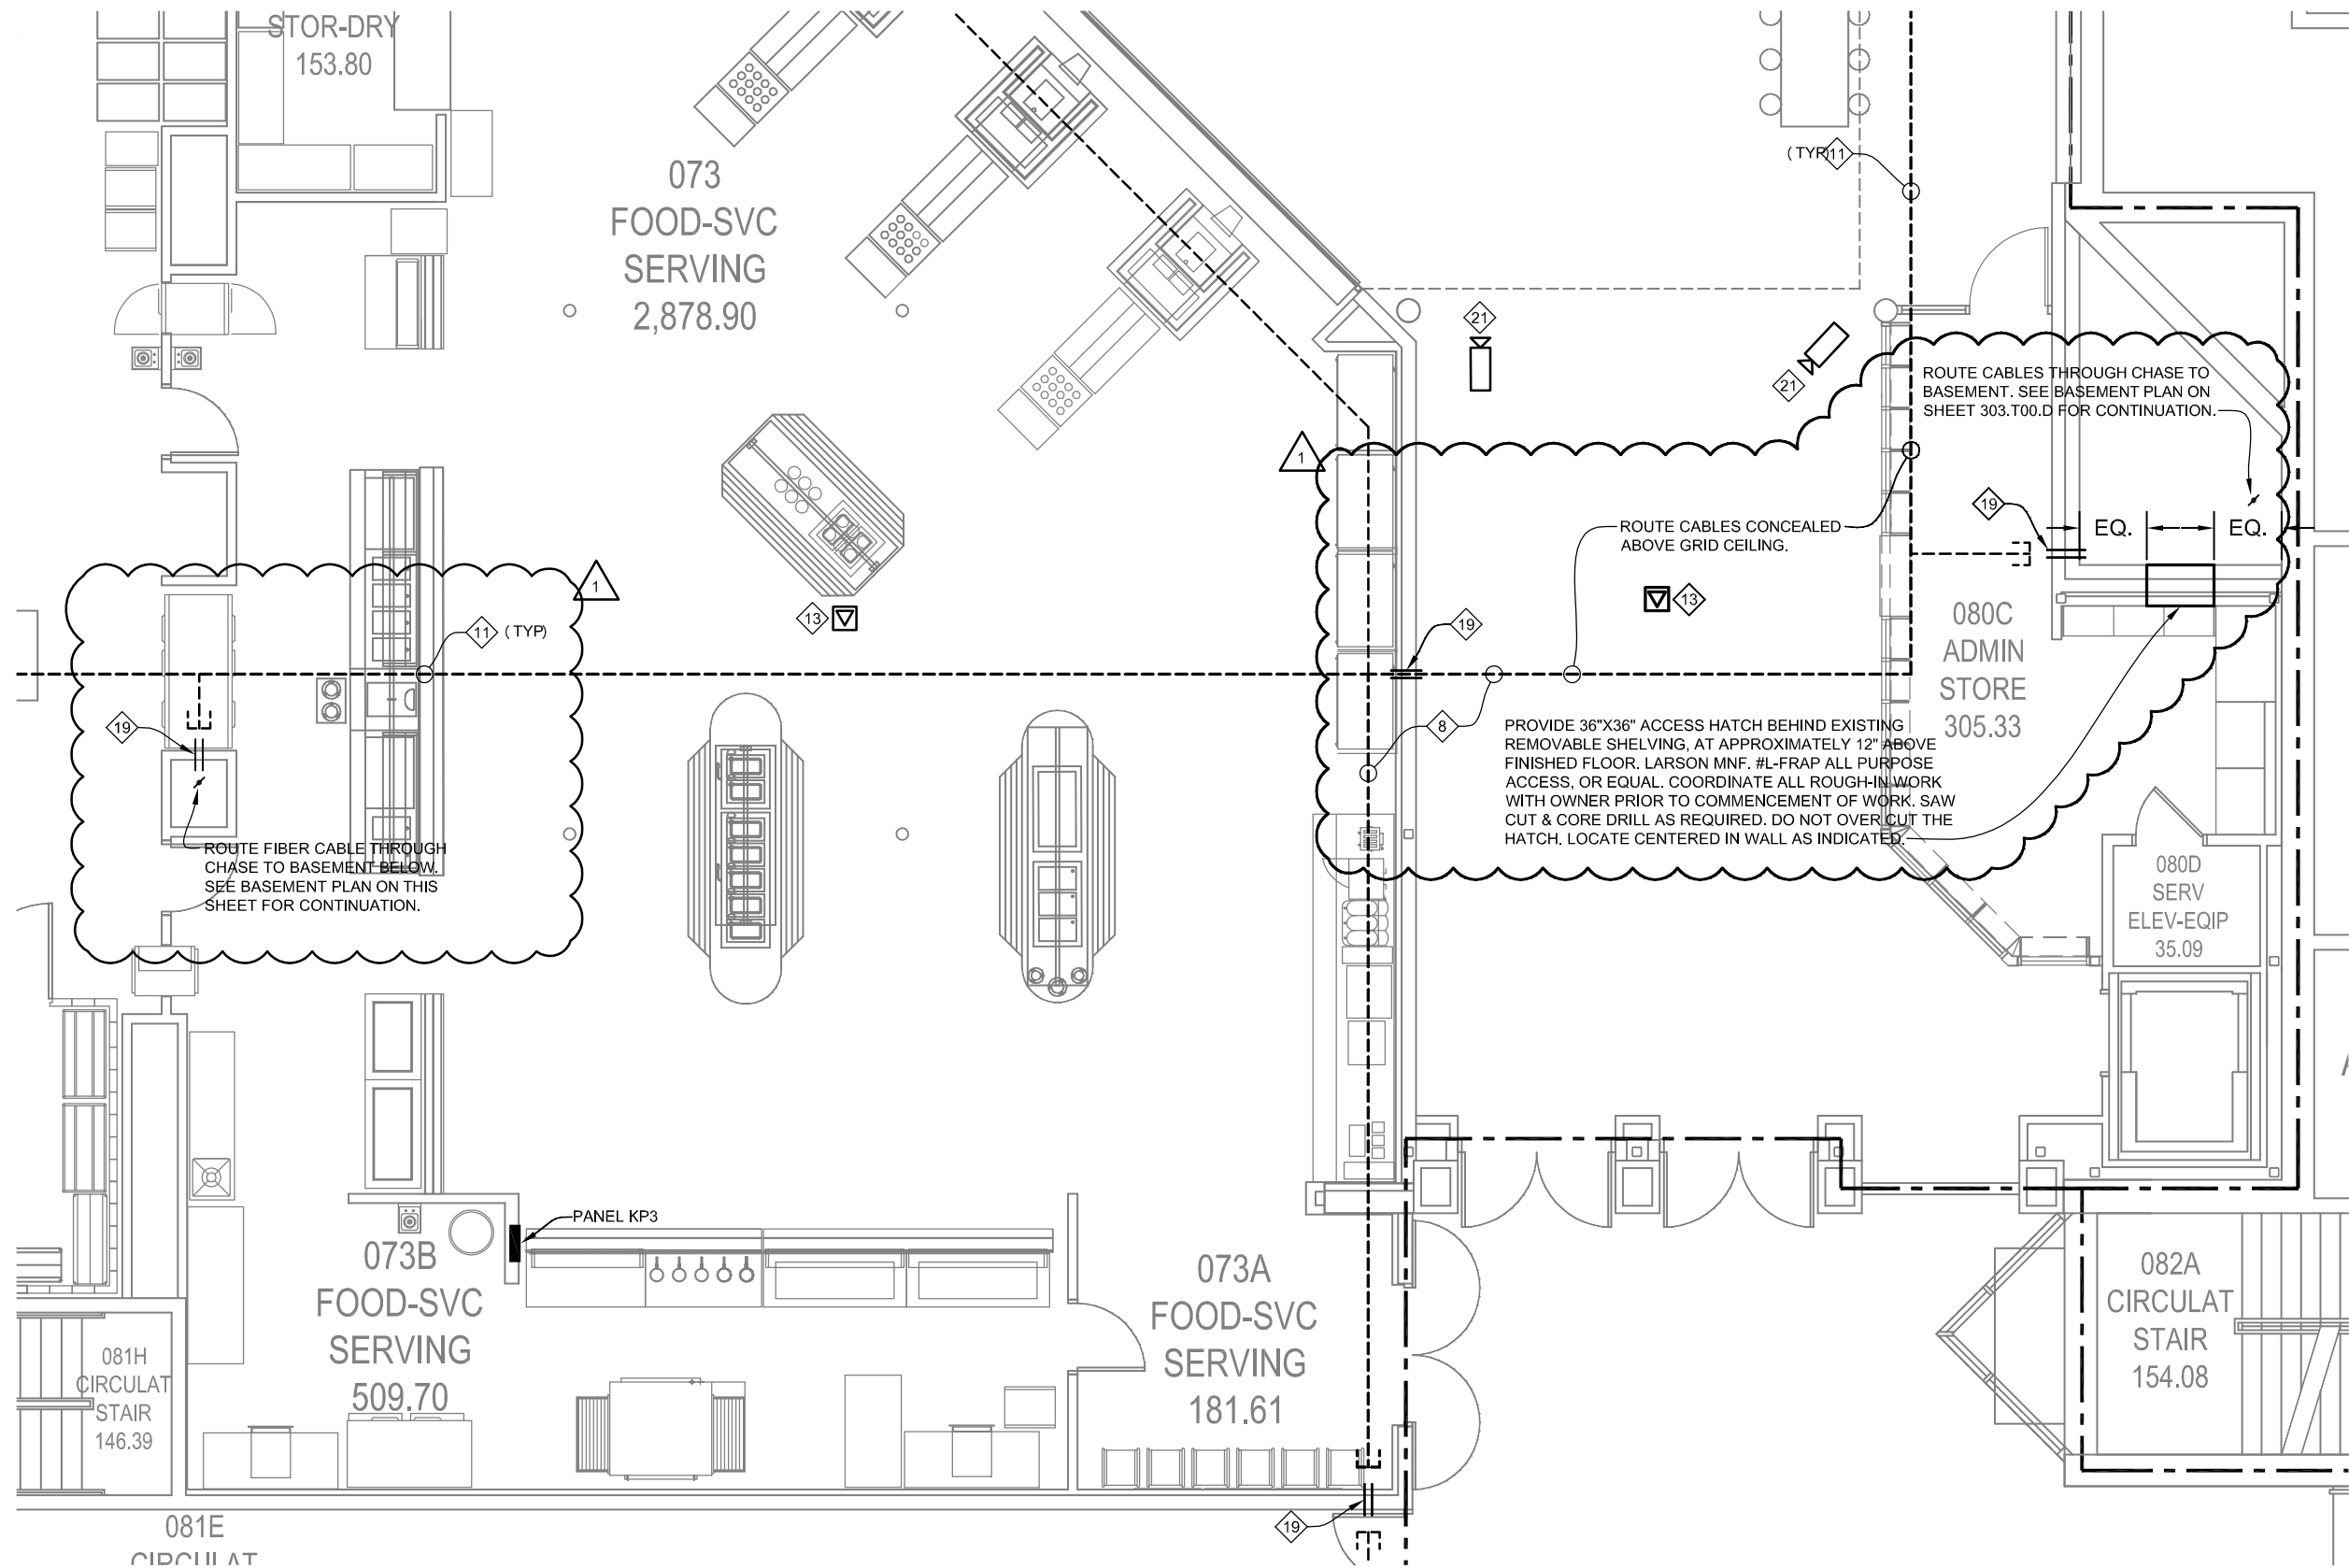 STOR-DRY
153.80
073
FOOD-SVC
SERVING
2,878.90
( TYP)
11
21
21
ROUTE CABLES THROUGH CHASE TO
BASEMENT. SEE BASEMENT PLAN ON
SHEET 303.T00.D FOR CONTINUATION.
1
19
EQ.
EQ.
ROUTE CABLES CONCEALED
ABOVE GRID CEILING.
1
13
13
11
( TYP)
19
080C
ADMIN
STORE
305.33
19
8
PROVIDE 36"X36" ACCESS HATCH BEHIND EXISTING
REMOVABLE SHELVING, AT APPROXIMATELY 12" ABOVE
FINISHED FLOOR. LARSON MNF. #L-FRAP ALL PURPOSE
ACCESS, OR EQUAL. COORDINATE ALL ROUGH-IN WORK
WITH OWNER PRIOR TO COMMENCEMENT OF WORK. SAW
CUT & CORE DRILL AS REQUIRED. DO NOT OVER CUT THE
HATCH. LOCATE CENTERED IN WALL AS INDICATED.
ROUTE FIBER CABLE THROUGH
CHASE TO BASEMENT BELOW.
SEE BASEMENT PLAN ON THIS
SHEET FOR CONTINUATION.
080D
SERV
ELEV-EQIP
35.09
PANEL KP3
073B
FOOD-SVC
SERVING
509.70
073A
FOOD-SVC
SERVING
181.61
082A
CIRCULAT
STAIR
154.08
081H
CIRCULAT
STAIR
146.39
19
081E
CIRCULAT